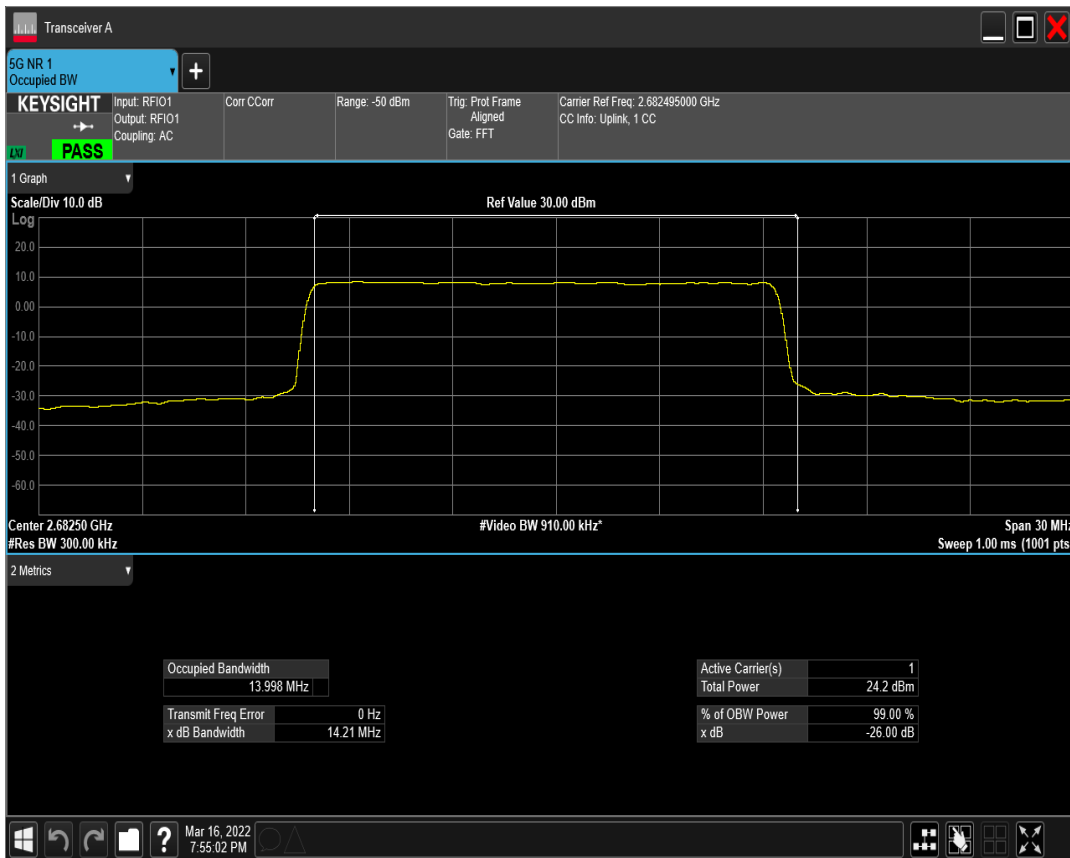 Transceiver A
5G NR 1
Occupied BW
+
KEYSIGHT
LXI
PASS
Input: RFIO1
Output: RFIO1
Coupling: AC
Corr CCorr
Range: -50 dBm
Trig: Prot Frame
Aligned
Gate: FFT
Carrier Ref Freq: 2.682495000 GHz
CC Info: Uplink, 1 CC
1 Graph
Scale/Div 10.0 dB
Ref Value 30.00 dBm
Log
20.0
10.0
0.00
-10.0
-20.0
-30.0
-40.0
-50.0
-60.0
Center 2.68250 GHz
#Video BW 910.00 kHz*
Span 30 MHz
#Res BW 300.00 kHz
Sweep 1.00 ms (1001 pts
2 Metrics
Occupied Bandwidth
13.998 MHz
Transmit Freq Error 0 Hz
x dB Bandwidth 14.21 MHz
Active Carrier(s) 1
Total Power 24.2 dBm
% of OBW Power 99.00 %
x dB -26.00 dB
?
Mar 16, 2022
7:55:02 PM